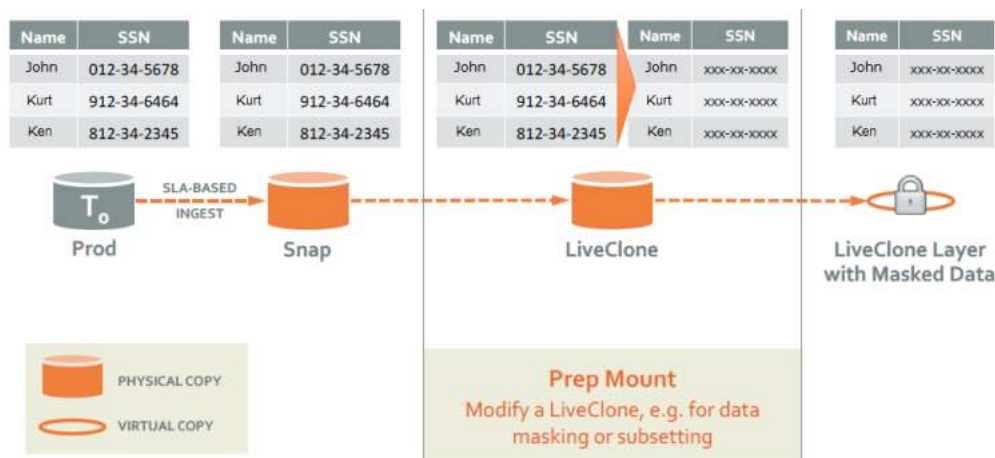 Name SSN
John 012-34-5678
Kurt 912-34-6464
Ken 812-34-2345
Name SSN
John 012-34-5678
Kurt 912-34-6464
Ken 812-34-2345
Name SSN
John 012-34-5678
Kurt 912-34-6464
Ken 812-34-2345
Name SSN
John xxx-xx-xxxx
Kurt xxx-xx-xxxx
Ken xxx-xx-xxxx
Name SSN
John xxx-xx-xxxx
Kurt xxx-xx-xxxx
Ken xxx-xx-xxxx
To
SLA-BASED
INGEST
Prod
Snap
LiveClone
LiveClone Layer
with Masked Data
PHYSICAL COPY
VIRTUAL COPY
Prep Mount
Modify a LiveClone, e.g. for data
masking or subsetting